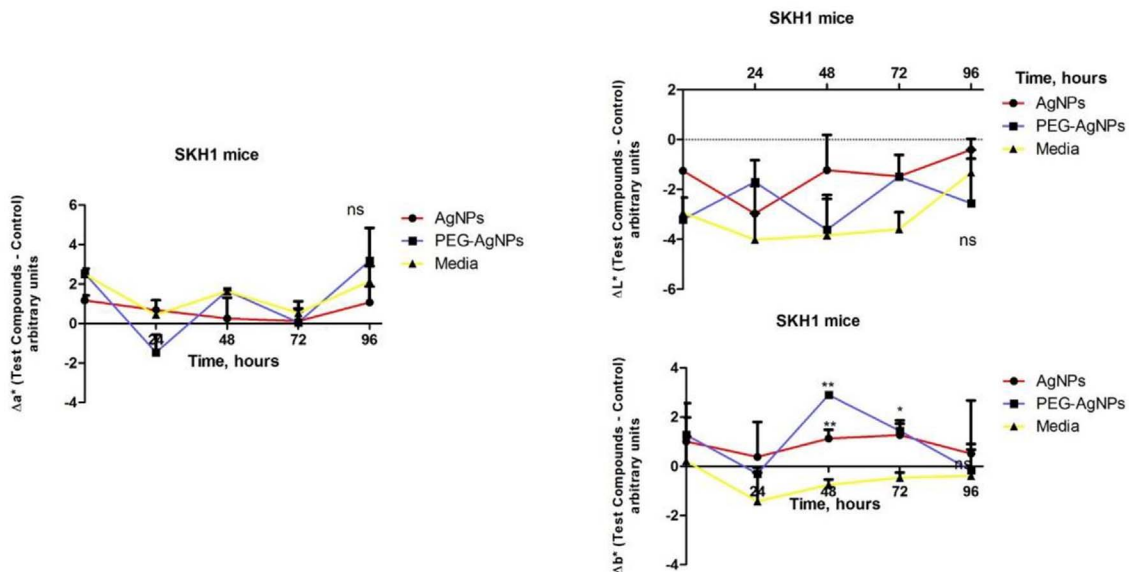 SKH1 mice
6
4
2
0
-2
-4
Δa* (Test Compounds - Control)
arbitrary units
ns
24
48
72
96
Time, hours
AgNPs
PEG-AgNPs
Media
SKH1 mice
24
48
72
96
2
0
-2
-4
-6
ΔL* (Test Compounds - Control)
arbitrary units
ns
Time, hours
AgNPs
PEG-AgNPs
Media
SKH1 mice
4
2
0
-2
-4
Δb* (Test Compounds - Control)
arbitrary units
**
**
*
ns
24
48
72
96
Time, hours
AgNPs
PEG-AgNPs
Media